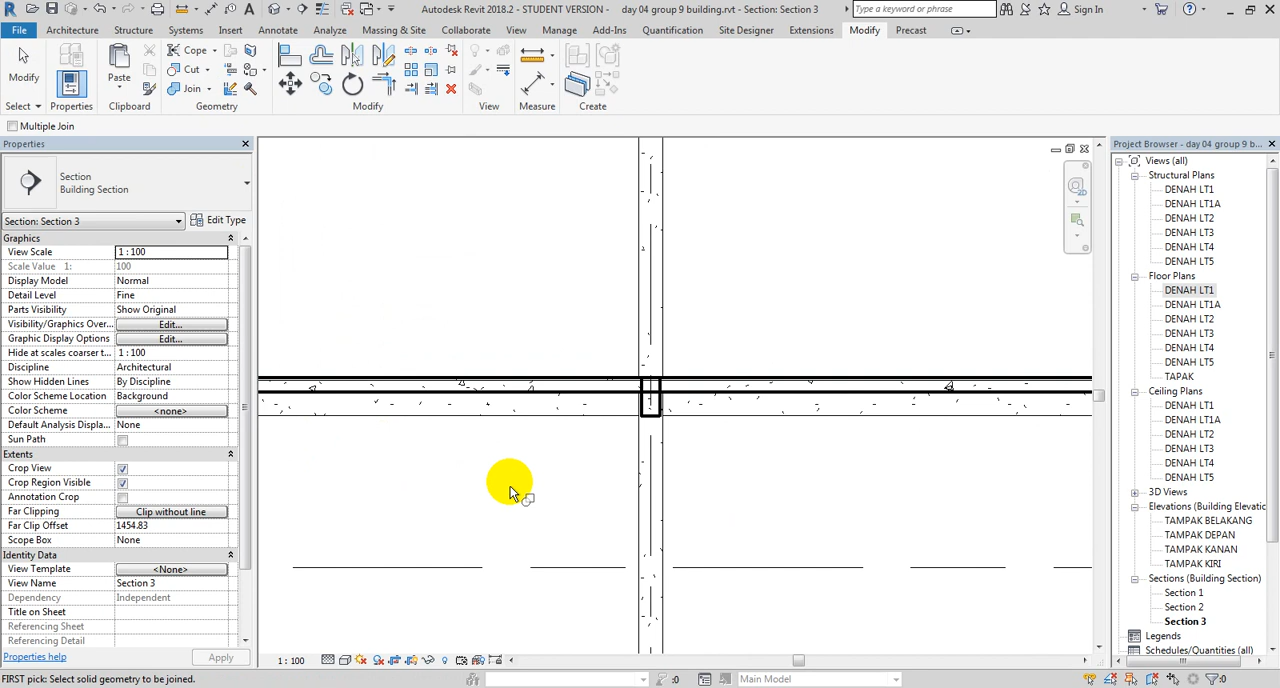 Autodesk Revit 2018.2 - STUDENT VERSION - day 04 group 9 building.rvt - Section: Section 3
Type a keyword or phrase
Sign In
File
Architecture
Structure
Systems
Insert
Annotate
Analyze
Massing & Site
Collaborate
View
Manage
Add-Ins
Quantification
Site Designer
Extensions
Modify
Precast
Modify
Paste
Cope
Cut
Join
Select
Properties
Clipboard
Geometry
Modify
View
Measure
Create
Multiple Join
Properties
Section
Building Section
Section: Section 3
Edit Type
Graphics
View Scale 1 : 100
Scale Value 1: 100
Display Model Normal
Detail Level Fine
Parts Visibility Show Original
Visibility/Graphics Over... Edit...
Graphic Display Options Edit...
Hide at scales coarser t... 1 : 100
Discipline Architectural
Show Hidden Lines By Discipline
Color Scheme Location Background
Color Scheme <none>
Default Analysis Displa... None
Sun Path
Extents
Crop View
Crop Region Visible
Annotation Crop
Far Clipping Clip without line
Far Clip Offset 1454.83
Scope Box None
Identity Data
View Template <None>
View Name Section 3
Dependency Independent
Title on Sheet
Referencing Sheet
Referencing Detail
Properties help
Apply
Project Browser - day 04 group 9 b...
Views (all)
Structural Plans
DENAH LT1
DENAH LT1A
DENAH LT2
DENAH LT3
DENAH LT4
DENAH LT5
Floor Plans
DENAH LT1
DENAH LT1A
DENAH LT2
DENAH LT3
DENAH LT4
DENAH LT5
TAPAK
Ceiling Plans
DENAH LT1
DENAH LT1A
DENAH LT2
DENAH LT3
DENAH LT4
DENAH LT5
3D Views
Elevations (Building Elevatio
TAMPAK BELAKANG
TAMPAK DEPAN
TAMPAK KANAN
TAMPAK KIRI
Sections (Building Section)
Section 1
Section 2
Section 3
Legends
Schedules/Quantities (all)
1 : 100
FIRST pick: Select solid geometry to be joined.
:0
Main Model
:0